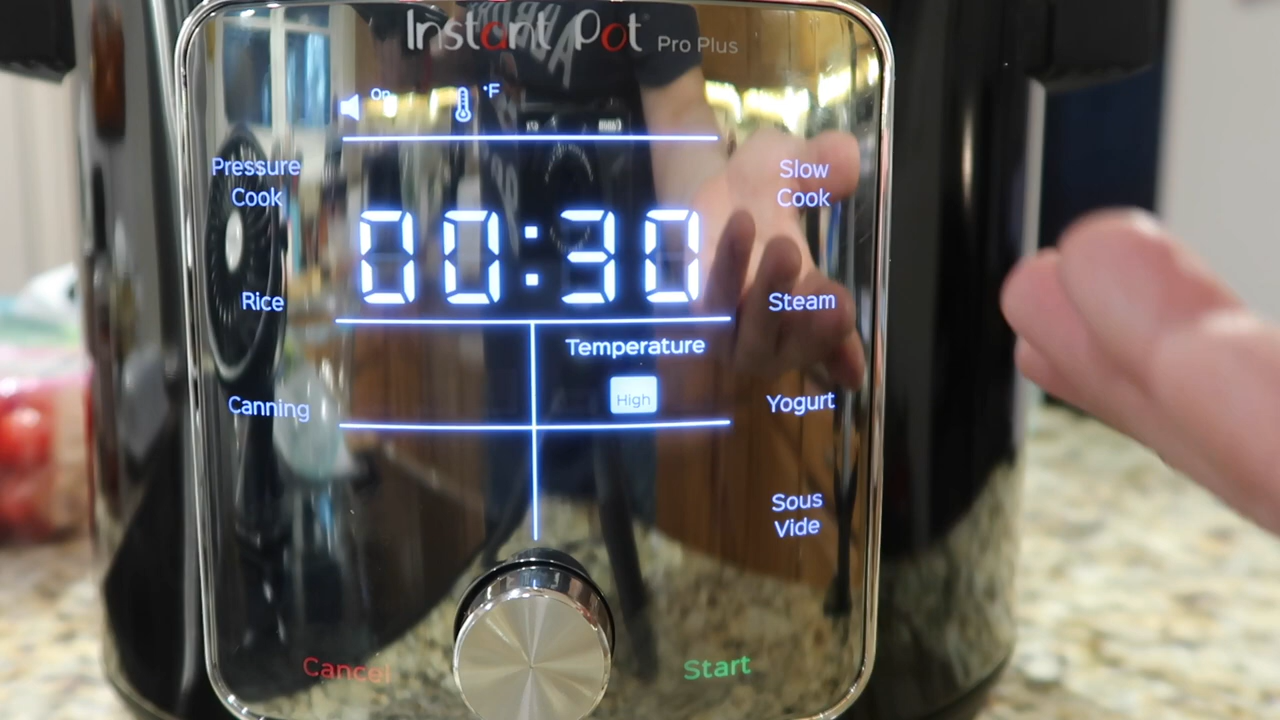 Instant Pot Pro Plus
On °F
Pressure
Cook
Slow
Cook
00:30
Rice
Steam
Temperature
High
Canning
Yogurt
Sous
Vide
Cancel
Start